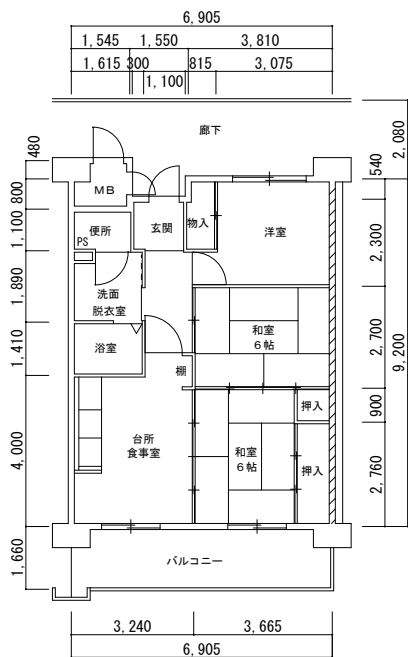 6,905
1,545 1,550 3,810
1,615 300 815 3,075
1,100
廊下
480
2,080
540
MB
800
便所
玄関
物入
洋室
PS
1,100
2,300
洗面
脱衣室
1,890
和室
6帖
2,700
9,200
浴室
1,410
棚
押入
900
台所
食事室
和室
6帖
押入
4,000
2,760
バルコニー
1,660
3,240 3,665
6,905